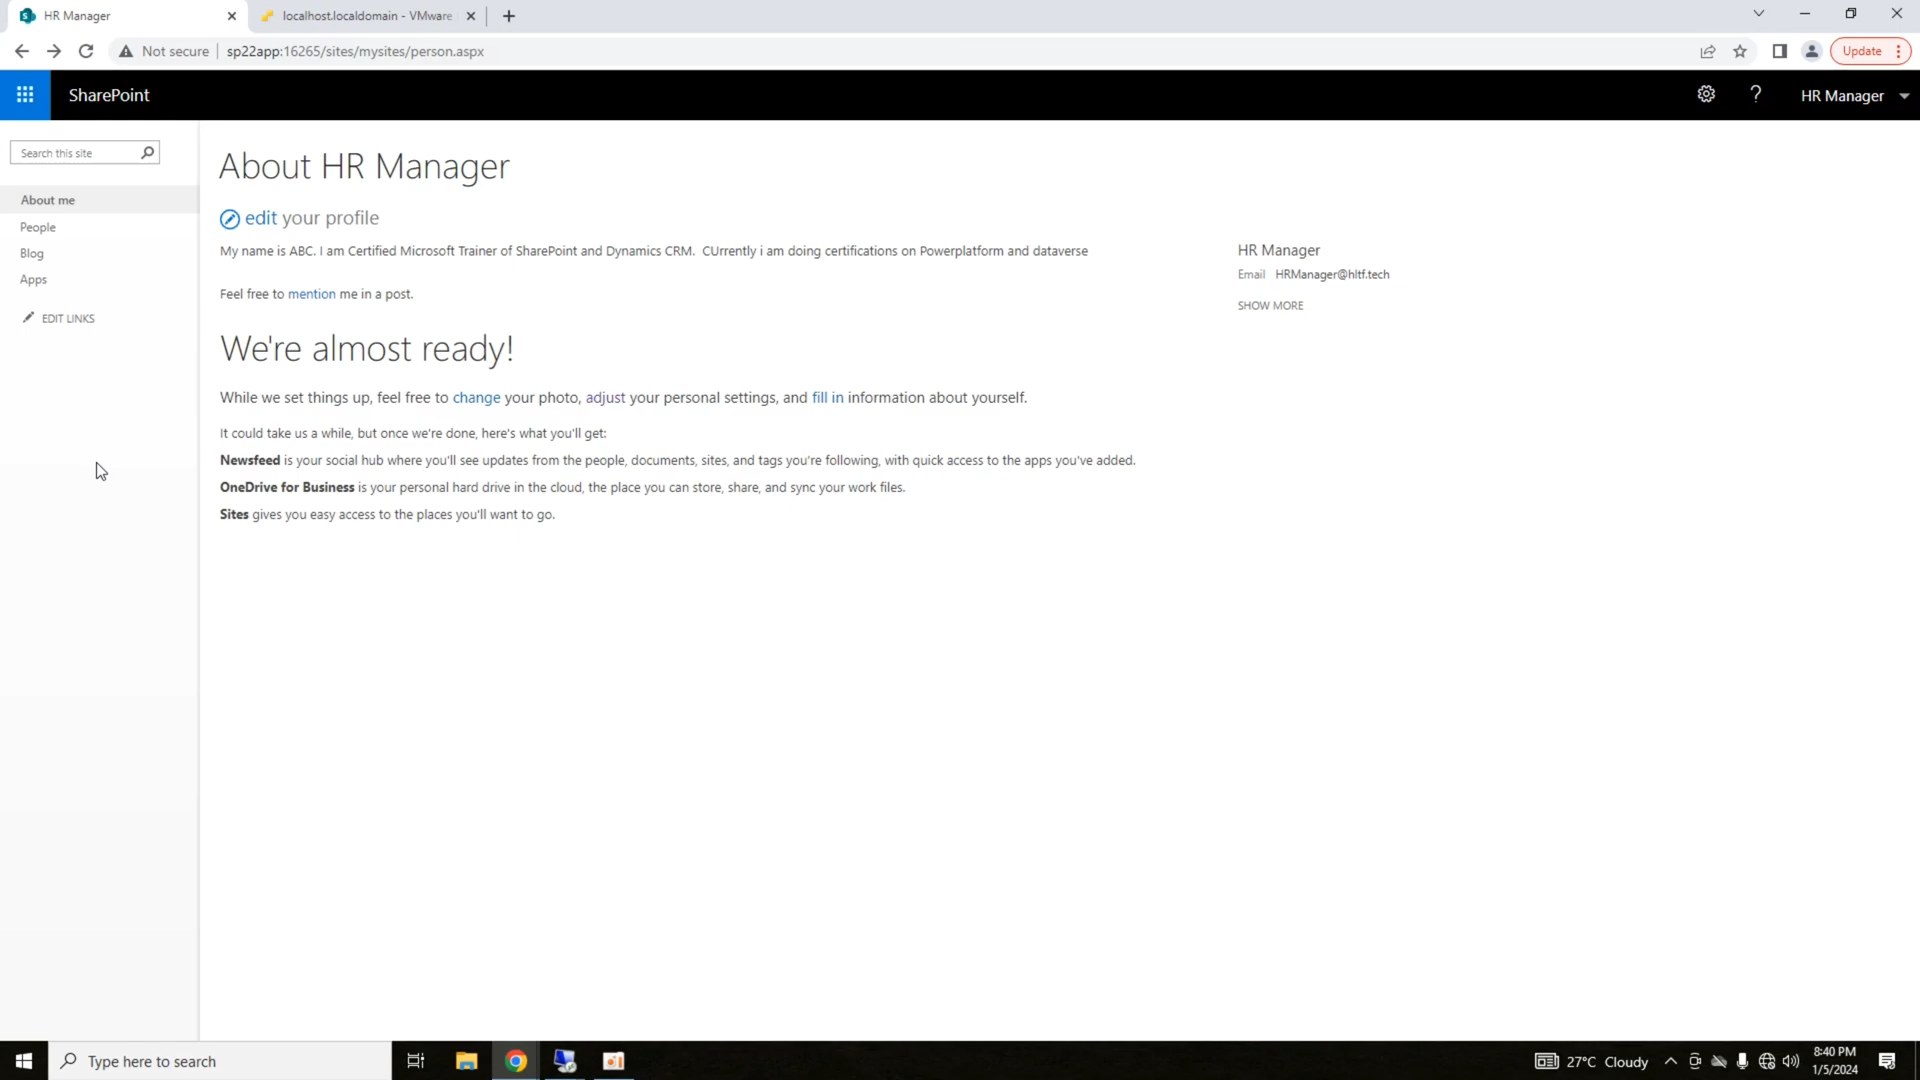 HR Manager
localhost.localdomain - VMware
Not secure
sp22app:16265/sites/mysites/person.aspx
Update
SharePoint
HR Manager
Search this site
About me
People
Blog
Apps
EDIT LINKS
About HR Manager
edit your profile
My name is ABC. I am Certified Microsoft Trainer of SharePoint and Dynamics CRM. CUrrently i am doing certifications on Powerplatform and dataverse
Feel free to mention me in a post.
HR Manager
Email HRManager@hltf.tech
SHOW MORE
We're almost ready!
While we set things up, feel free to change your photo, adjust your personal settings, and fill in information about yourself.
It could take us a while, but once we're done, here's what you'll get:
Newsfeed is your social hub where you'll see updates from the people, documents, sites, and tags you're following, with quick access to the apps you've added.
OneDrive for Business is your personal hard drive in the cloud, the place you can store, share, and sync your work files.
Sites gives you easy access to the places you'll want to go.
Type here to search
27°C Cloudy
8:40 PM
1/5/2024